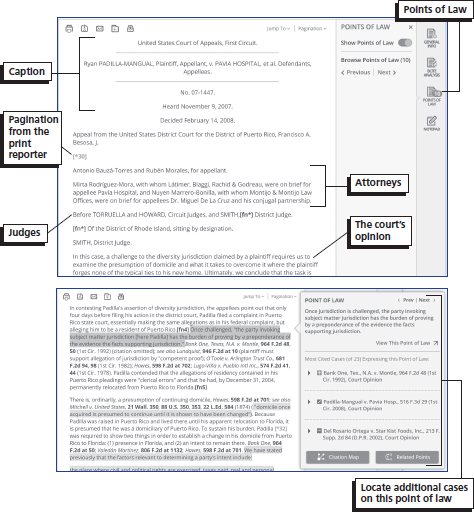 Points of Law
Jump To
Pagination
POINTS OF LAW
Show Points of Law
Browse Points of Law (10)
Previous | Next
GENERAL INFO
POINTS OF LAW
NOTEPAD
United States Court of Appeals, First Circuit.
Ryan PADILLA-MANGUAL, Plaintiff, Appellant, v. PAVIA HOSPITAL, et al. Defendants,
Appellees.
No. 07-1447.
Heard November 9, 2007.
Decided February 14, 2008.
Appeal from the United States District Court for the District of Puerto Rico, Francisco A.
Besosa, J.
[*30]
Antonio Bauzá-Torres and Rubén Morales, for appellant.
Mirta Rodríguez-Mora, with whom Látimer, Biaggi, Rachid & Godreau, were on brief for
appellee Pavia Hospital, and Nuyen Marrero-Bonilla, with whom Montijo & Montijo Law
Offices, were on brief for appellees Dr. Miguel De La Cruz and his conjugal partnership.
Before TORRUELLA and HOWARD, Circuit Judges, and SMITH,[fn*] District Judge.
[fn*] Of the District of Rhode Island, sitting by designation.
SMITH, District Judge.
In this case, a challenge to the diversity jurisdiction claimed by a plaintiff requires us to
examine the presumption of domicile and what it takes to overcome it where the plaintiff
forges none of the typical ties to his new home. Ultimately, we conclude that the task is
Caption
Pagination
from the
print
reporter
Judges
Attorneys
The court's
opinion
Jump To
Pagination
In contesting Padilla's assertion of diversity jurisdiction, the appellees point out that only
four days before filing his action in the district court, Padilla filed a complaint in Puerto
Rico state court, essentially making the same allegations as in his federal complaint, but
alleging he then was a resident of Puerto Rico.[fn4] Once challenged, "the party invoking
subject matter jurisdiction [here Padilla] has the burden of proving by a preponderance of
the evidence the facts supporting jurisdiction." Bank One, Texas, N.A. v. Montle, 964 F.2d 48,
50 (1st Cir. 1992) (citation omitted); see also Lundquist, 946 F.2d at 10 (plaintiff must
support allegation of jurisdiction by "competent proof); O'Toole v. Arlington Trust Co., 681
F.2d 94, 98 (1st Cir. 1982); Hawes, 598 F.2d at 702; Lugo-Vina v. Pueblo Int'l, Inc., 574 F.2d 41,
44 (1st Cir. 1978). Padilla contended that the allegations of residency contained in his
Puerto Rico pleadings were "clerical errors" and that he had, by December 31, 2004,
permanently relocated from Puerto Rico to Florida.[fn5]
There is, ordinarily, a presumption of continuing domicile. Hawes, 598 F.2d at 701; see also
Mitchell v. United States, 21 Wall. 350, 88 U.S. 350, 353, 22 L.Ed. 584 (1874) ("domicile once
acquired is presumed to continue until it is shown to have been changed"). Because
Padilla was raised in Puerto Rico and lived there until his apparent relocation to Florida, it
is presumed that he was a domiciliary of Puerto Rico. To sustain his burden, Padilla [*32]
was required to show two things in order to establish a change in his domicile from Puerto
Rico to Florida: (1) presence in Florida, and (2) an intent to remain there. Bank One, 964
F.2d at 50; Valentin Martinez, 806 F.2d at 1132; Hawes, 598 F.2d at 701. We have stated
previously that the factors relevant to determining a party's intent include:
the place where civil and political rights are exercised, taxes paid, real and personal
POINT OF LAW
Prev | Next
Once jurisdiction is challenged, the party invoking
subject matter jurisdiction has the burden of proving
by a preponderance of the evidence the facts
supporting jurisdiction.
View This Point of Law
Most Cited Cases (of 29) Expressing this Point of Law:
Bank One, Tex., N.A. v. Montle, 964 F.2d 48 (1st
Cir. 1992), Court Opinion
Padilla-Mangual v. Pavia Hosp., 516 F.3d 29 (1st
Cir. 2008), Court Opinion
Del Rosario Ortega v. Star Kist Foods, Inc., 213 F.
Supp. 2d 84 (D.P.R. 2002), Court Opinion
Citation Map
Related Points
Locate additional cases
on this point of law